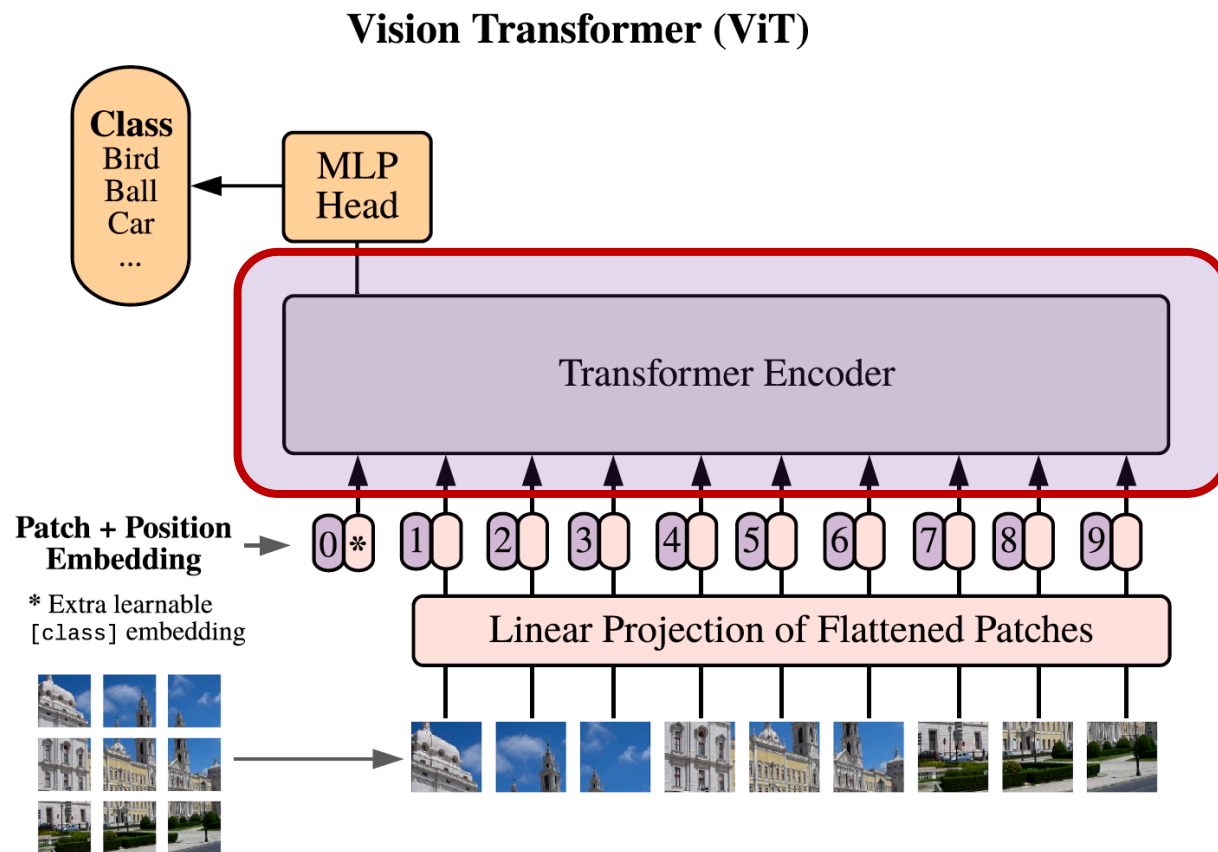 Vision Transformer (ViT)
Class
Bird
Ball
Car
...
MLP
Head
Transformer Encoder
Patch + Position
Embedding
0 * 1 2 3 4 5 6 7 8 9
* Extra learnable
[class] embedding
Linear Projection of Flattened Patches